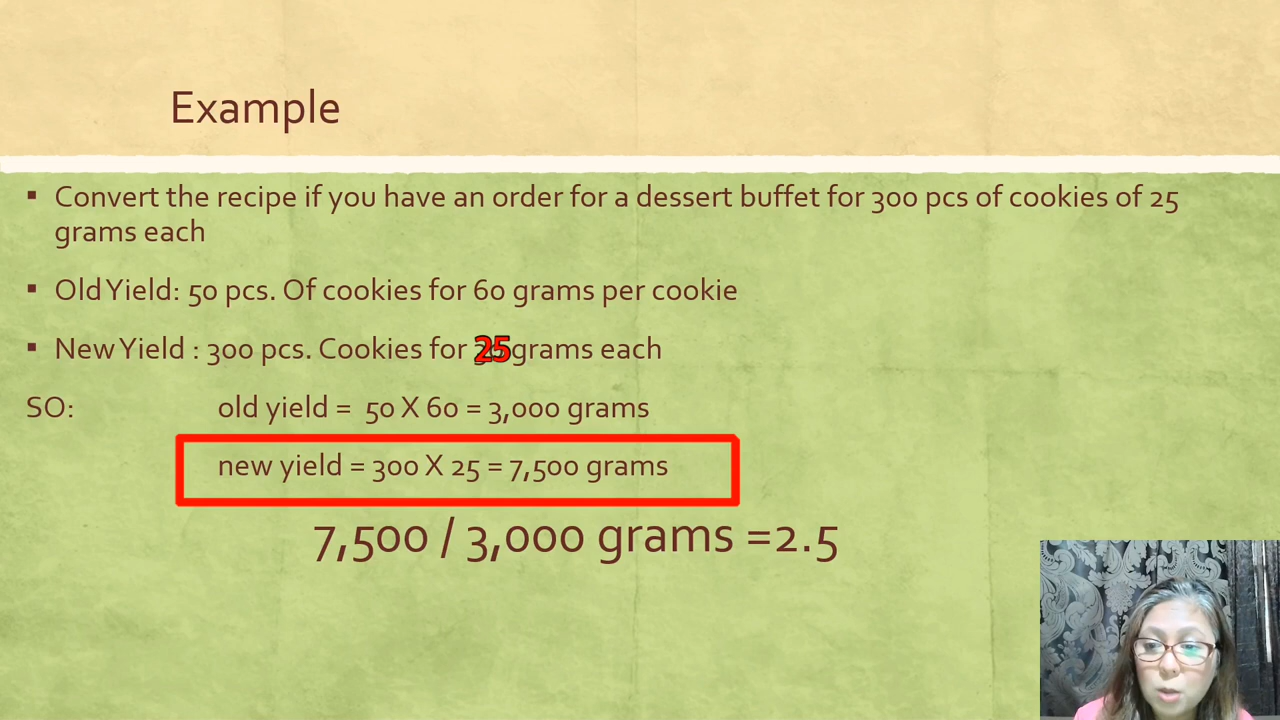 Example
▪ Convert the recipe if you have an order for a dessert buffet for 300 pcs of cookies of 25
grams each
▪ Old Yield: 50 pcs. Of cookies for 60 grams per cookie
▪ New Yield : 300 pcs. Cookies for 25 grams each
SO: old yield = 50 X 60 = 3,000 grams
new yield = 300 X 25 = 7,500 grams
7,500 / 3,000 grams =2.5